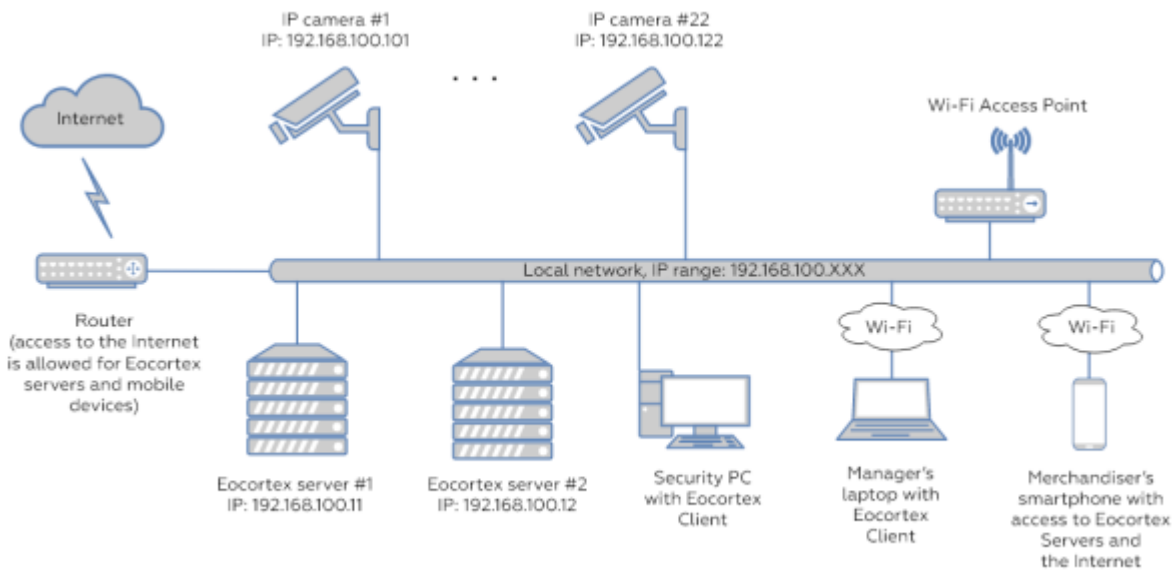 IP camera #1
IP: 192.168.100.101
. . .
IP camera #22
IP: 192.168.100.122
Internet
Wi-Fi Access Point
Local network, IP range: 192.168.100.XXX
Router
(access to the Internet
is allowed for Eocortex
servers and mobile
devices)
Wi-Fi
Wi-Fi
Eocortex server #1
IP: 192.168.100.11
Eocortex server #2
IP: 192.168.100.12
Security PC
with Eocortex
Client
Manager's
laptop with
Eocortex
Client
Merchandiser's
smartphone with
access to Eocortex
Servers and
the Internet